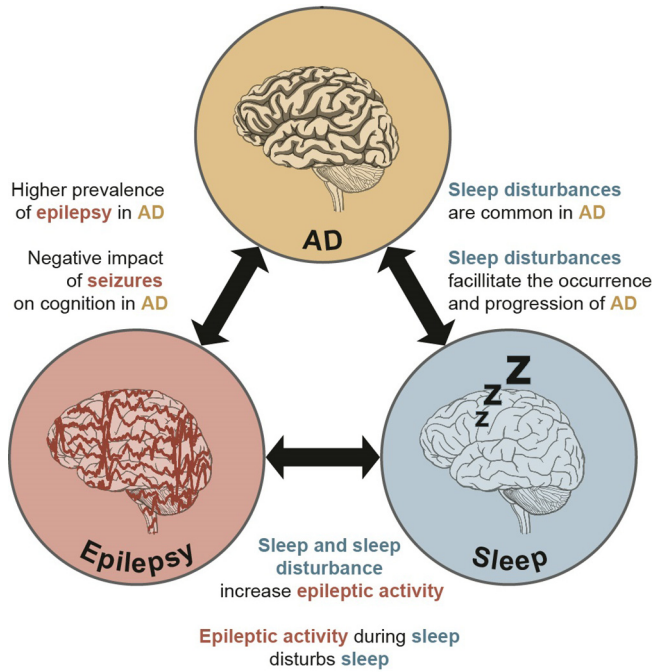 AD
Higher prevalence
of epilepsy in AD
Negative impact
of seizures
on cognition in AD
Sleep disturbances
are common in AD
Sleep disturbances
facillitate the occurrence
and progression of AD
Z
Z
Z
Epilepsy
Sleep
Sleep and sleep
disturbance
increase epileptic activity
Epileptic activity during sleep
disturbs sleep